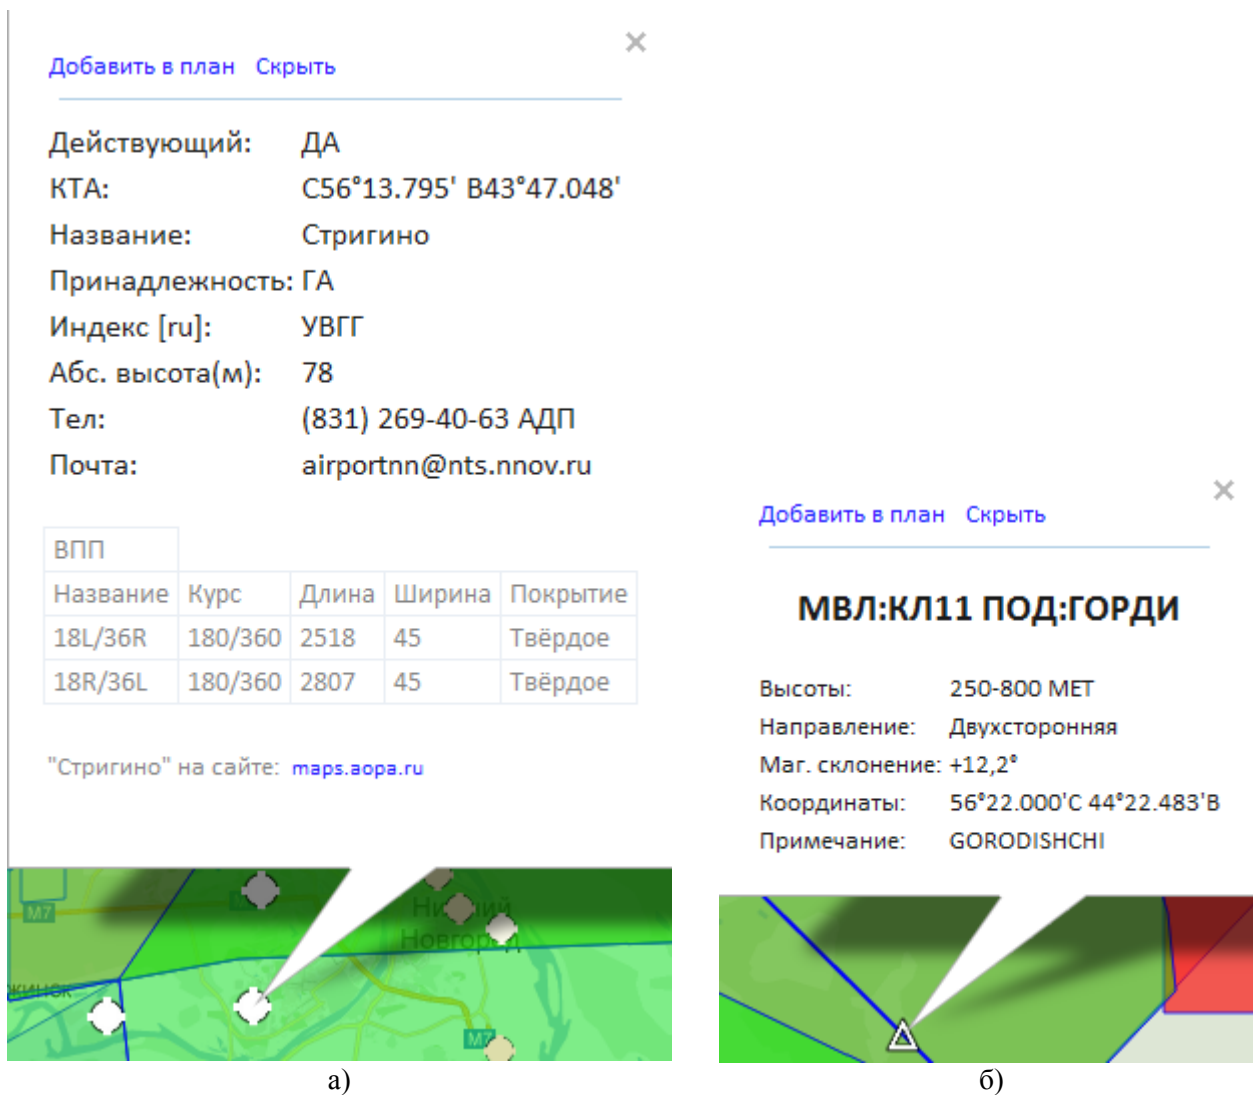 Добавить в план Скрыть
Действующий: ДА
КТА: С56°13.795' В43°47.048'
Название: Стригино
Принадлежность: ГА
Индекс [ru]: УВГГ
Абс. высота(м): 78
Тел: (831) 269-40-63 АДП
Почта: airportnn@nts.nnov.ru
ВПП
Название Курс Длина Ширина Покрытие
18L/36R 180/360 2518 45 Твёрдое
18R/36L 180/360 2807 45 Твёрдое
"Стригино" на сайте: maps.aopa.ru
М7
Нижний
Новгород
М7
а)
Добавить в план Скрыть
МВЛ:КЛ11 ПОД:ГОРДИ
Высоты: 250-800 МЕТ
Направление: Двухсторонняя
Маг. склонение: +12,2°
Координаты: 56°22.000'С 44°22.483'В
Примечание: GORODISHCHI
б)